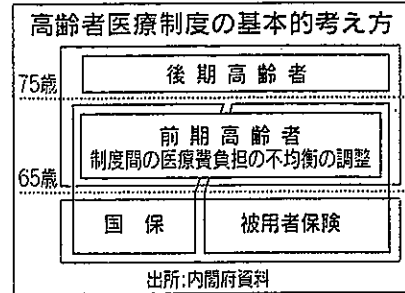 高齢者医療制度の基本的考え方
後期高齢者
75歳
前期高齢者
制度間の医療費負担の不均衡の調整
65歳
国保
被用者保険
出所:内閣府資料